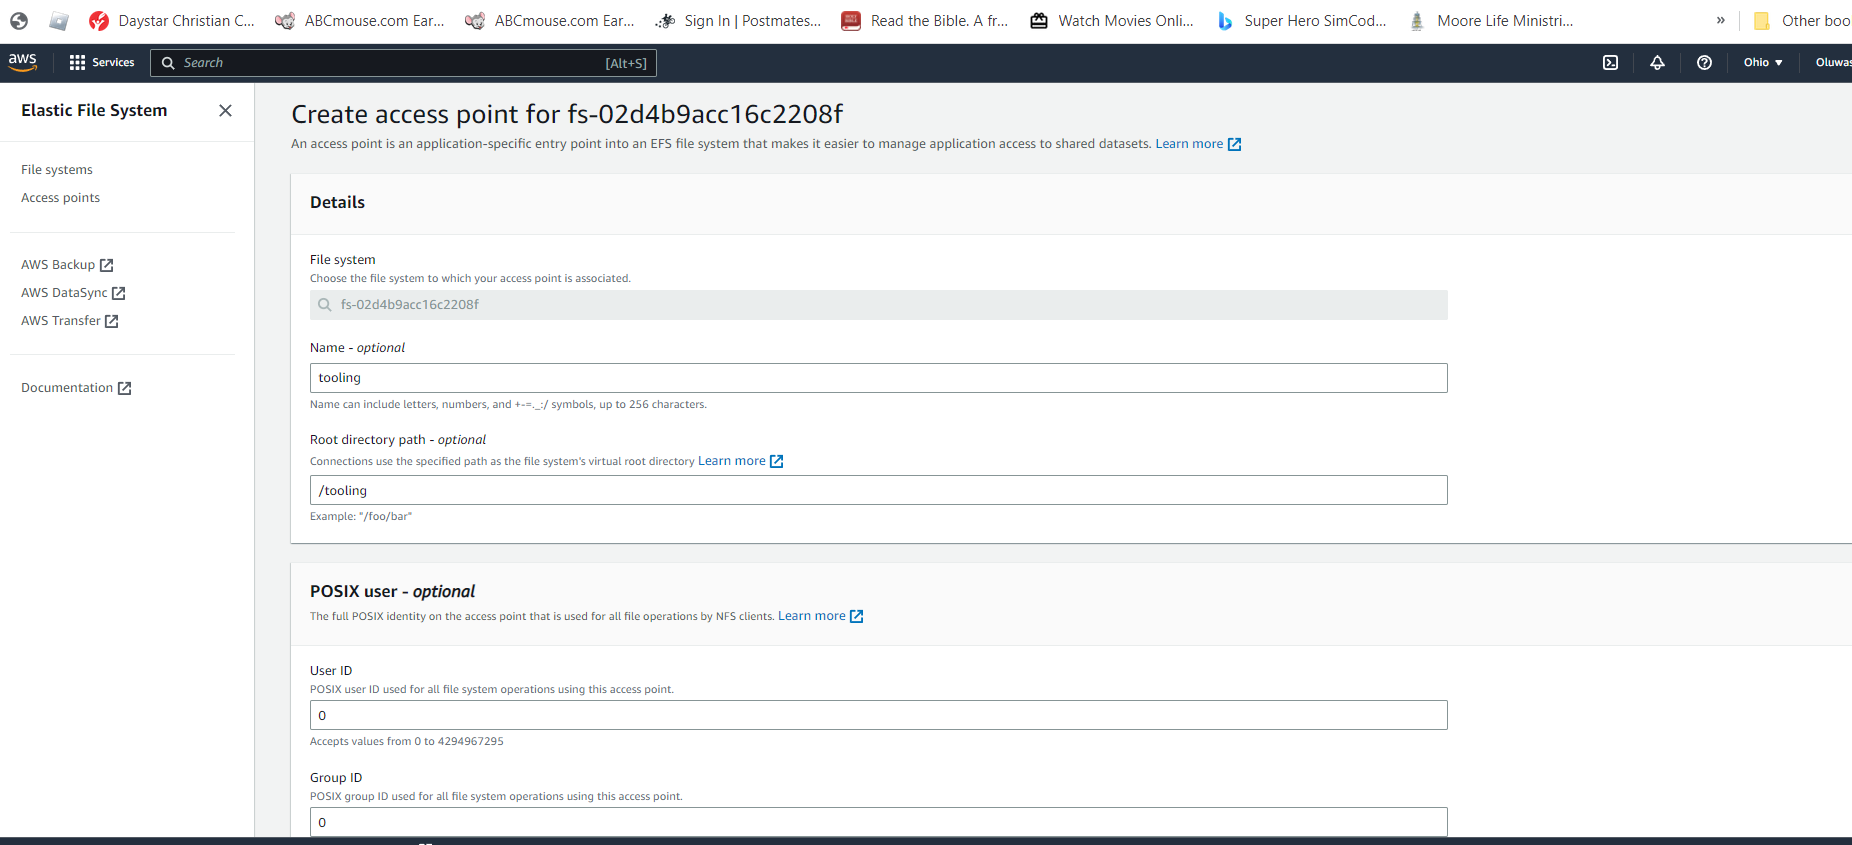 Daystar Christian C... ABCmouse.com Ear... ABCmouse.com Ear... Sign In | Postmates... Read the Bible. A fr... Watch Movies Onli... Super Hero SimCod... Moore Life Ministri... » Other boo
aws Services Search [Alt+S] Ohio ▼ Oluwas
Elastic File System
File systems
Access points
AWS Backup
AWS DataSync
AWS Transfer
Documentation
Create access point for fs-02d4b9acc16c2208f
An access point is an application-specific entry point into an EFS file system that makes it easier to manage application access to shared datasets. Learn more
Details
File system
Choose the file system to which your access point is associated.
fs-02d4b9acc16c2208f
Name - optional
tooling
Name can include letters, numbers, and +-=._:/ symbols, up to 256 characters.
Root directory path - optional
Connections use the specified path as the file system's virtual root directory Learn more
/tooling
Example: "/foo/bar"
POSIX user - optional
The full POSIX identity on the access point that is used for all file operations by NFS clients. Learn more
User ID
POSIX user ID used for all file system operations using this access point.
0
Accepts values from 0 to 4294967295
Group ID
POSIX group ID used for all file system operations using this access point.
0